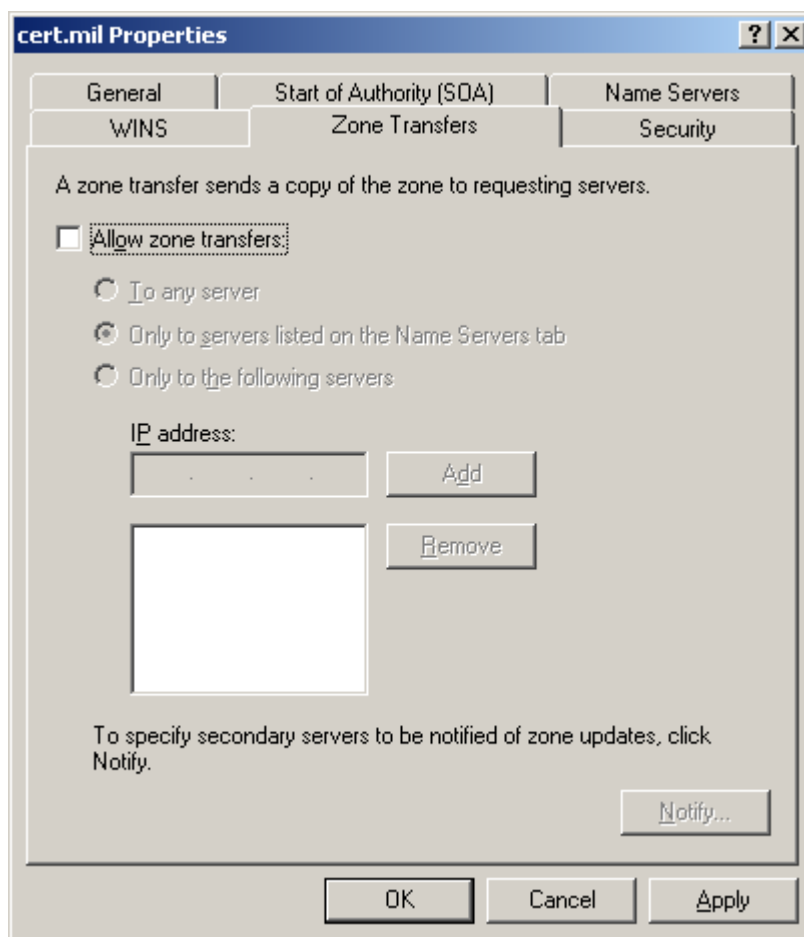 cert.mil Properties
General
Start of Authority (SOA)
Name Servers
WINS
Zone Transfers
Security
A zone transfer sends a copy of the zone to requesting servers.
Allow zone transfers:
To any server
Only to servers listed on the Name Servers tab
Only to the following servers
IP address:
. . .
Add
Remove
To specify secondary servers to be notified of zone updates, click
Notify.
Notify...
OK
Cancel
Apply